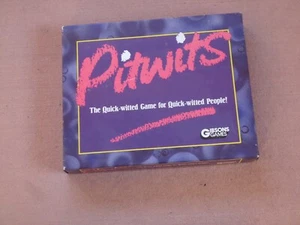 Pitwits
The Quick-witted Game for Quick-witted People!
GIBSONS
GAMES